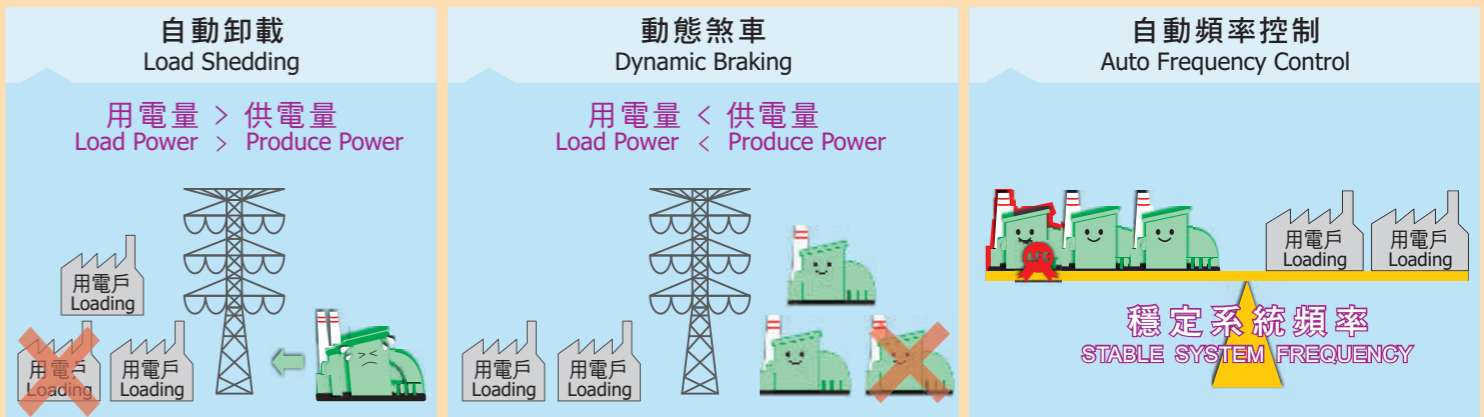 自動卸載
Load Shedding
用電量 > 供電量
Load Power > Produce Power
用電戶
Loading
用電戶
Loading
用電戶
Loading
動態煞車
Dynamic Braking
用電量 < 供電量
Load Power < Produce Power
用電戶
Loading
用電戶
Loading
自動頻率控制
Auto Frequency Control
AFC
用電戶
Loading
用電戶
Loading
穩定系統頻率
STABLE SYSTEM FREQUENCY